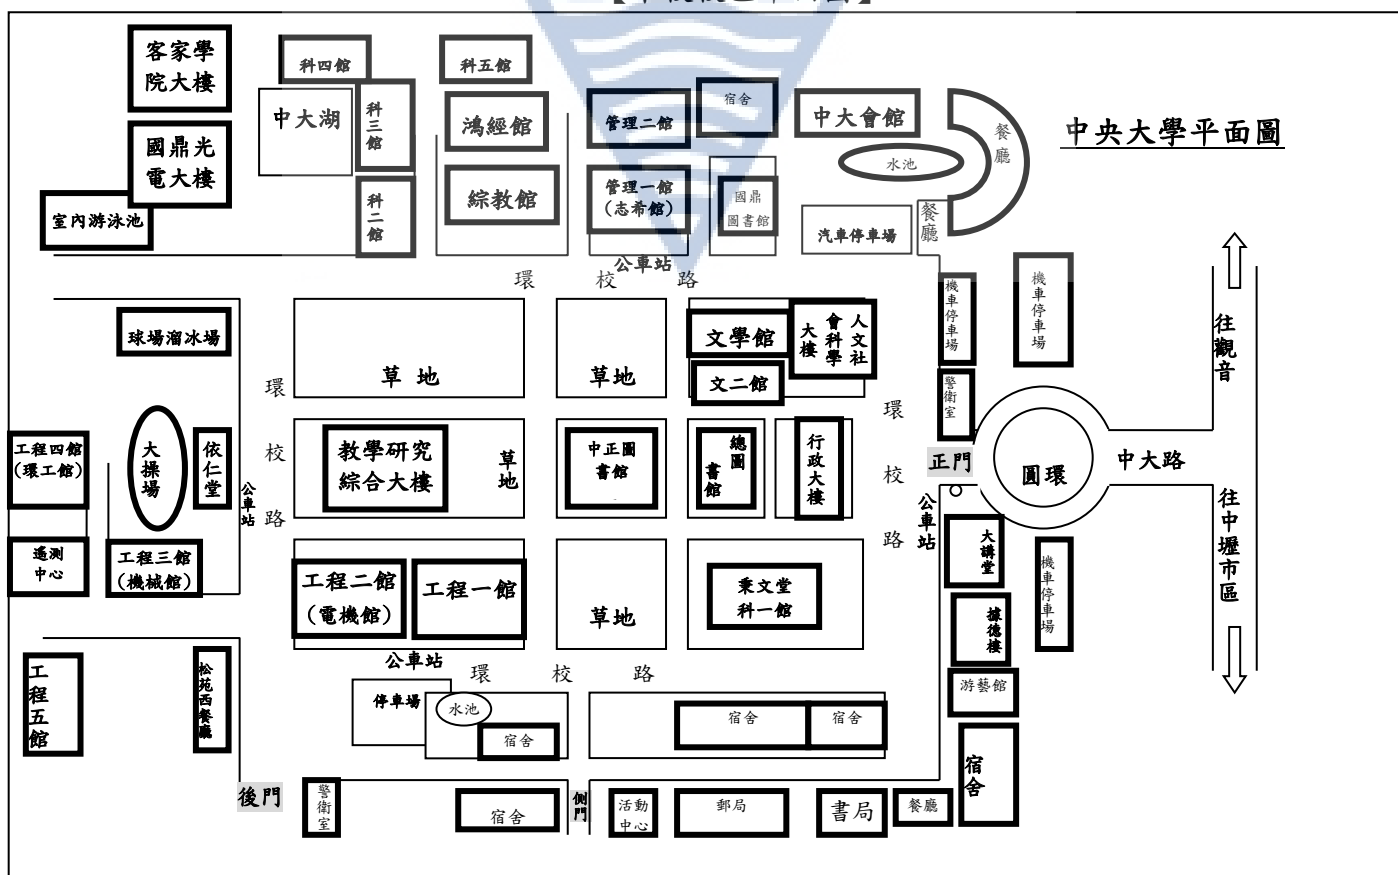 中央大學平面圖
客家學
院大樓
國鼎光
電大樓
室內游泳池
科四館
中大湖
科三館
科二館
科五館
鴻經館
綜教館
管理二館
管理一館
(志希館)
宿舍
國鼎
圖書館
中大會館
水池
餐廳
汽車停車場
餐廳
公車站
環 校 路
球場溜冰場
草 地
草地
文學館
文二館
人文社
會科學
大樓
機車停車場
機車停車場
警衛室
往觀音
環
校
路
工程四館
(環工館)
大操場
依仁堂
公車站
教學研究
綜合大樓
草地
中正圖
書館
總圖
書館
行政大樓
環
校
路
正門
圓環
中大路
公車站
往中壢市區
遙測
中心
工程三館
(機械館)
工程二館
(電機館)
工程一館
草地
秉文堂
科一館
大講堂
據德樓
機車停車場
公車站
環 校 路
工程五館
松苑西餐廳
停車場
水池
宿舍
宿舍
宿舍
游藝館
宿舍
後門
警衛室
宿舍
側門
活動
中心
郵局
書局
餐廳